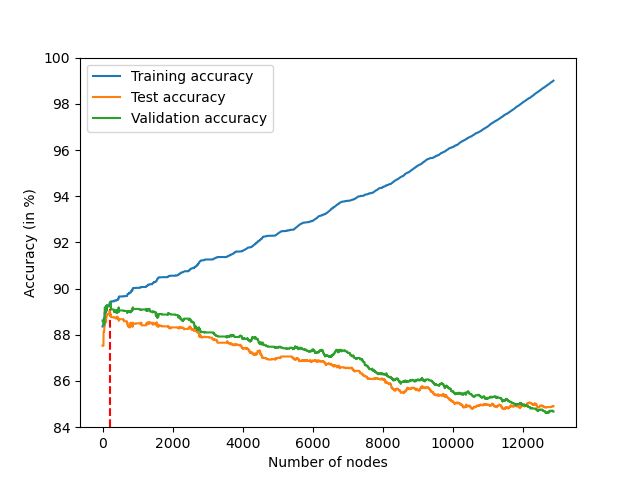 100
98
96
94
92
90
88
86
84
Accuracy (in %)
Training accuracy
Test accuracy
Validation accuracy
0 2000 4000 6000 8000 10000 12000
Number of nodes